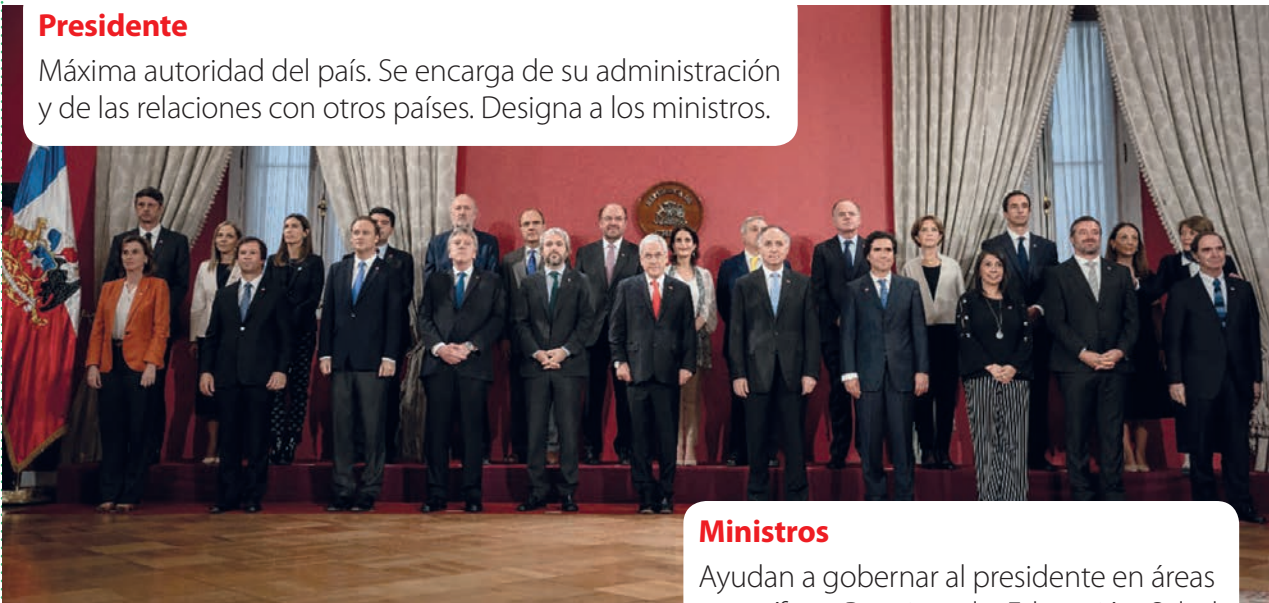 Presidente
Máxima autoridad del país. Se encarga de su administración
y de las relaciones con otros países. Designa a los ministros.
Ministros
Ayudan a gobernar al presidente en áreas